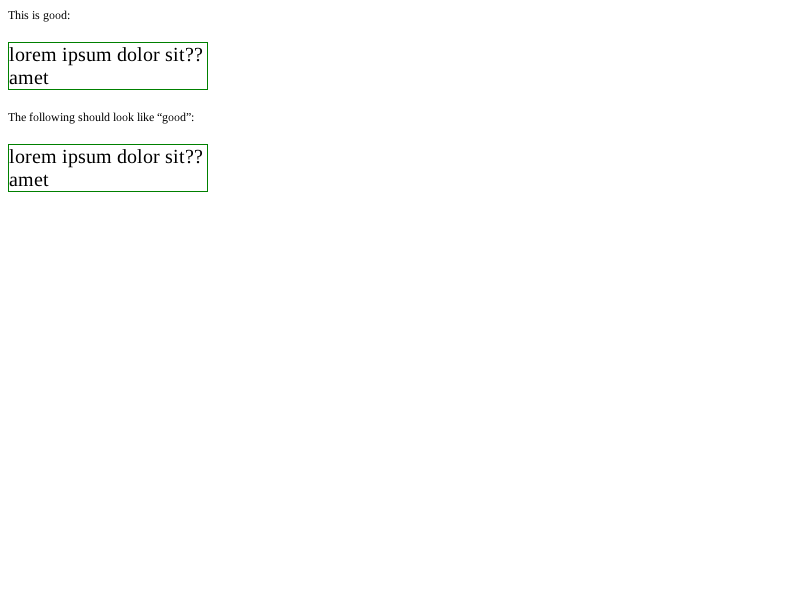 This is good:
lorem ipsum dolor sit??
amet
The following should look like “good”:
lorem ipsum dolor sit??
amet